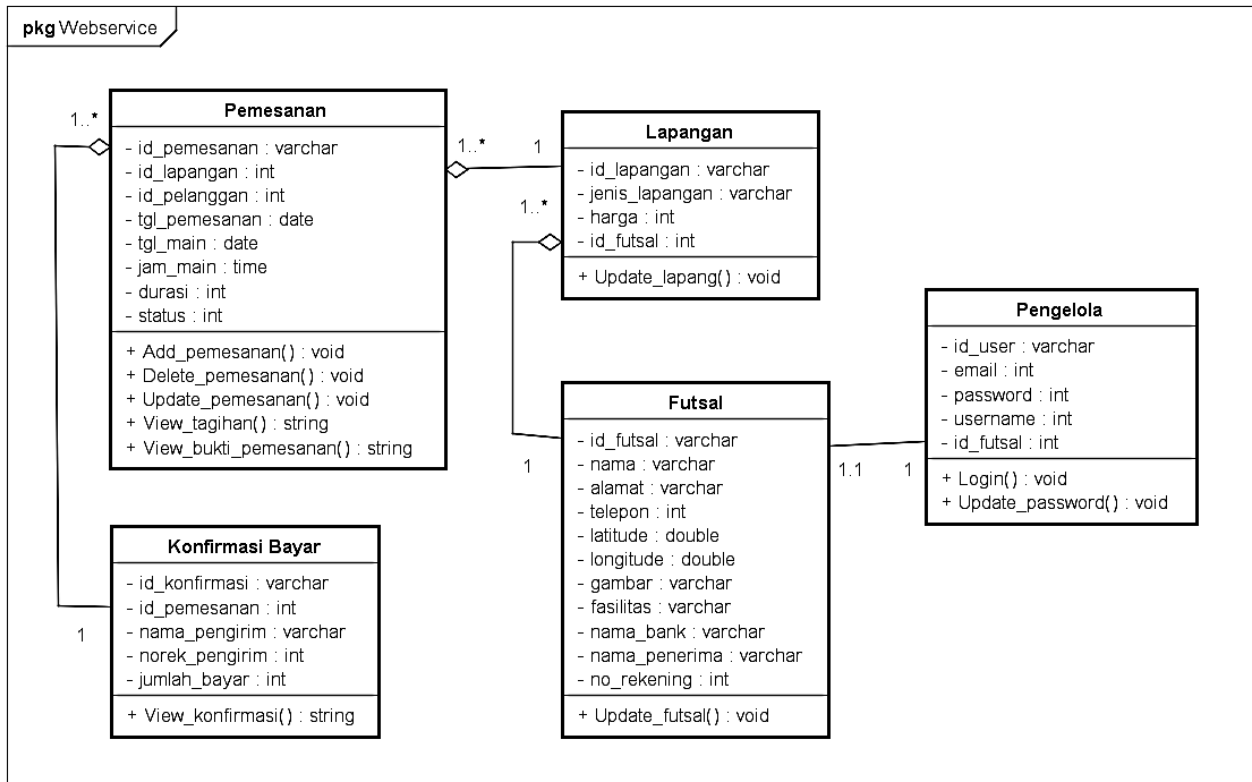 pkg Webservice
Pemesanan
- id_pemesanan : varchar
- id_lapangan : int
- id_pelanggan : int
- tgl_pemesanan : date
- tgl_main : date
- jam_main : time
- durasi : int
- status : int
+ Add_pemesanan() : void
+ Delete_pemesanan() : void
+ Update_pemesanan() : void
+ View_tagihan() : string
+ View_bukti_pemesanan() : string
1..*
1..*
1
Lapangan
- id_lapangan : varchar
- jenis_lapangan : varchar
- harga : int
- id_futsal : int
+ Update_lapang() : void
1..*
1
Futsal
- id_futsal : varchar
- nama : varchar
- alamat : varchar
- telepon : int
- latitude : double
- longitude : double
- gambar : varchar
- fasilitas : varchar
- nama_bank : varchar
- nama_penerima : varchar
- no_rekening : int
+ Update_futsal() : void
1.1
1
Pengelola
- id_user : varchar
- email : int
- password : int
- username : int
- id_futsal : int
+ Login() : void
+ Update_password() : void
Konfirmasi Bayar
- id_konfirmasi : varchar
- id_pemesanan : int
- nama_pengirim : varchar
- norek_pengirim : int
- jumlah_bayar : int
+ View_konfirmasi() : string
1